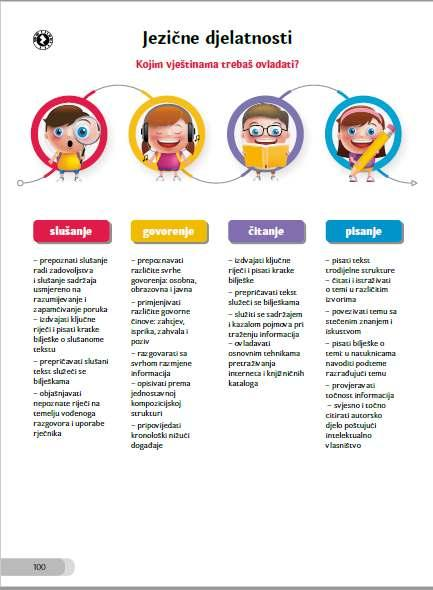 Jezične djelatnosti
Kojim vještinama trebaš ovladati?
slušanje
– prepoznati slušanje
radi zadovoljstva
i slušanje sadržaja
usmjereno na
razumijevanje i
zapamćivanje poruka
– izdvajati ključne
riječi i pisati kratke
bilješke o slušanome
tekstu
– prepričavati slušani
tekst služeći se
bilješkama
– objašnjavati
nepoznate riječi na
temelju vođenoga
razgovora i uporabe
rječnika
govorenje
– prepoznavati
različite svrhe
govorenja: osobna,
obrazovna i javna
– primjenjivati
različite govorne
činove: zahtjev,
isprika, zahvala i
poziv
– razgovarati sa
svrhom razmjene
informacija
– opisivati prema
jednostavnoj
kompozicijskoj
strukturi
– pripovijedati
kronološki nižući
događaje
čitanje
– izdvajati ključne
riječi i pisati kratke
bilješke
– prepričavati tekst
služeći se bilješkama
– služiti se sadržajem
i kazalom pojmova pri
traženju informacija
– ovladavati
osnovnim tehnikama
pretraživanja
interneta i knjižničnih
kataloga
pisanje
– pisati tekst
trodijelne strukture
– čitati i istraživati
o temi u različitim
izvorima
– povezivati temu sa
stečenim znanjem i
iskustvom
– pisati bilješke o
temi: u natuknicama
navoditi podteme
razrađujući temu
– provjeravati
točnost informacija
– svjesno i točno
citirati autorsko
djelo poštujući
intelektualno
vlasništvo
100